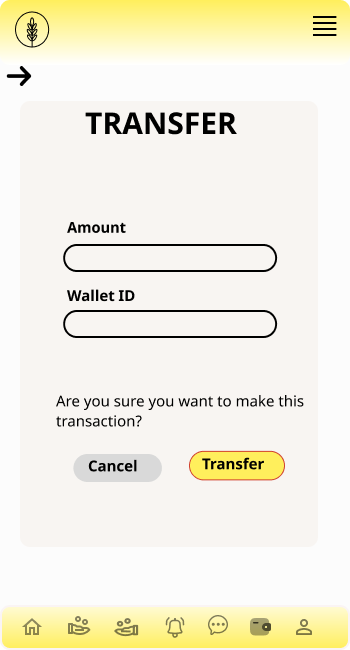 TRANSFER
Amount
Wallet ID
Are you sure you want to make this
transaction?
Cancel
Transfer